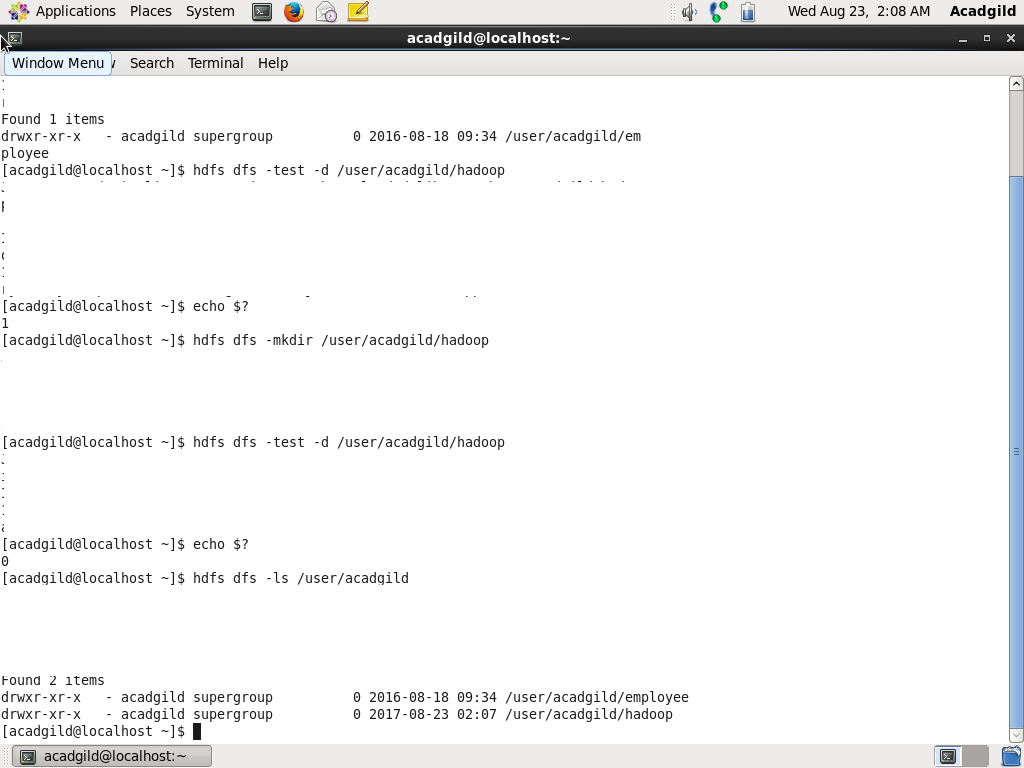 Applications Places System Wed Aug 23, 2:08 AM Acadgild
acadgild@localhost:~
Window Menu Search Terminal Help
Found 1 items
drwxr-xr-x - acadgild supergroup 0 2016-08-18 09:34 /user/acadgild/em
ployee
[acadgild@localhost ~]$ hdfs dfs -test -d /user/acadgild/hadoop
[acadgild@localhost ~]$ echo $?
1
[acadgild@localhost ~]$ hdfs dfs -mkdir /user/acadgild/hadoop
[acadgild@localhost ~]$ hdfs dfs -test -d /user/acadgild/hadoop
[acadgild@localhost ~]$ echo $?
0
[acadgild@localhost ~]$ hdfs dfs -ls /user/acadgild
Found 2 items
drwxr-xr-x - acadgild supergroup 0 2016-08-18 09:34 /user/acadgild/employee
drwxr-xr-x - acadgild supergroup 0 2017-08-23 02:07 /user/acadgild/hadoop
[acadgild@localhost ~]$
acadgild@localhost:~